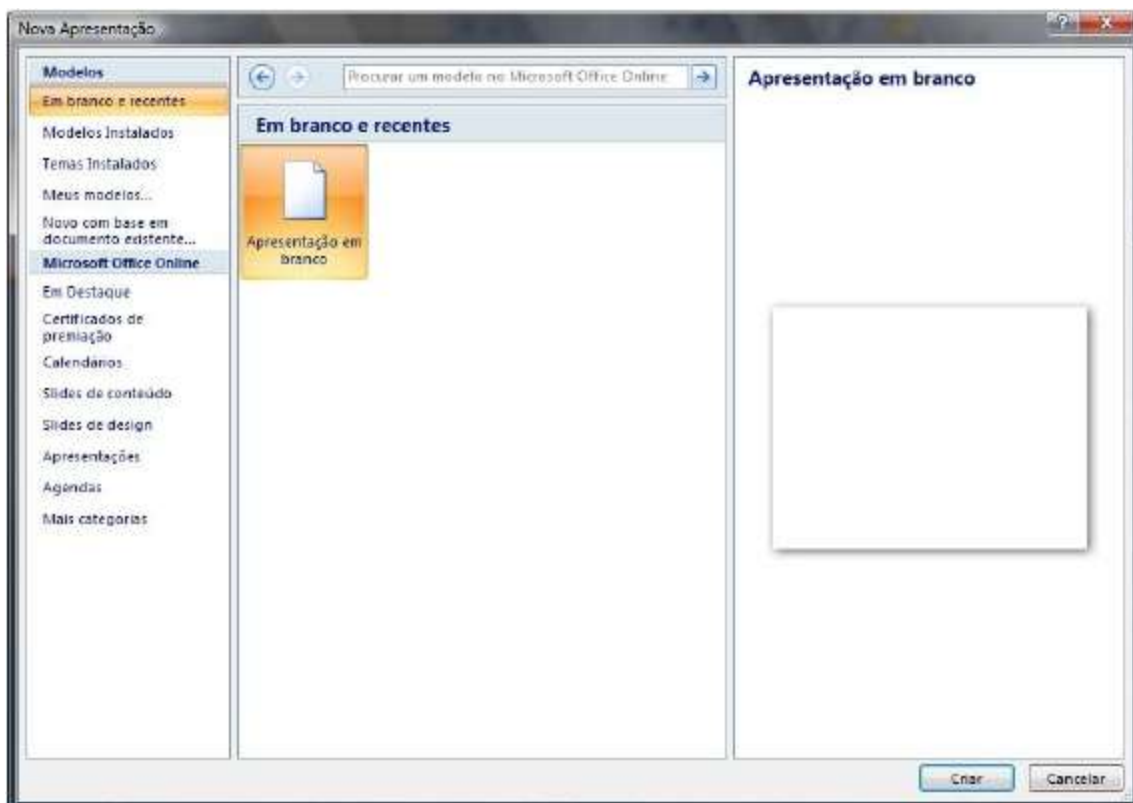 Nova Apresentação
Modelos
Em branco e recentes
Modelos Instalados
Temas Instalados
Meus modelos...
Novo com base em
documento existente...
Microsoft Office Online
Em Destaque
Certificados de
premiação
Calendários
Slides de conteúdo
Slides de design
Apresentações
Agendas
Mais categorias
Procurar um modelo no Microsoft Office Online
Em branco e recentes
Apresentação em
branco
Apresentação em branco
Criar
Cancelar